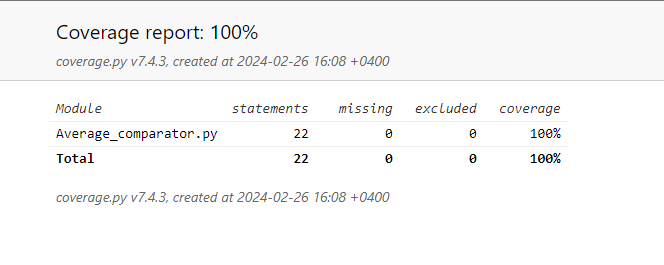 Coverage report: 100%
coverage.py v7.4.3, created at 2024-02-26 16:08 +0400
Module statements missing excluded coverage
Average_comparator.py 22 0 0 100%
Total 22 0 0 100%
coverage.py v7.4.3, created at 2024-02-26 16:08 +0400